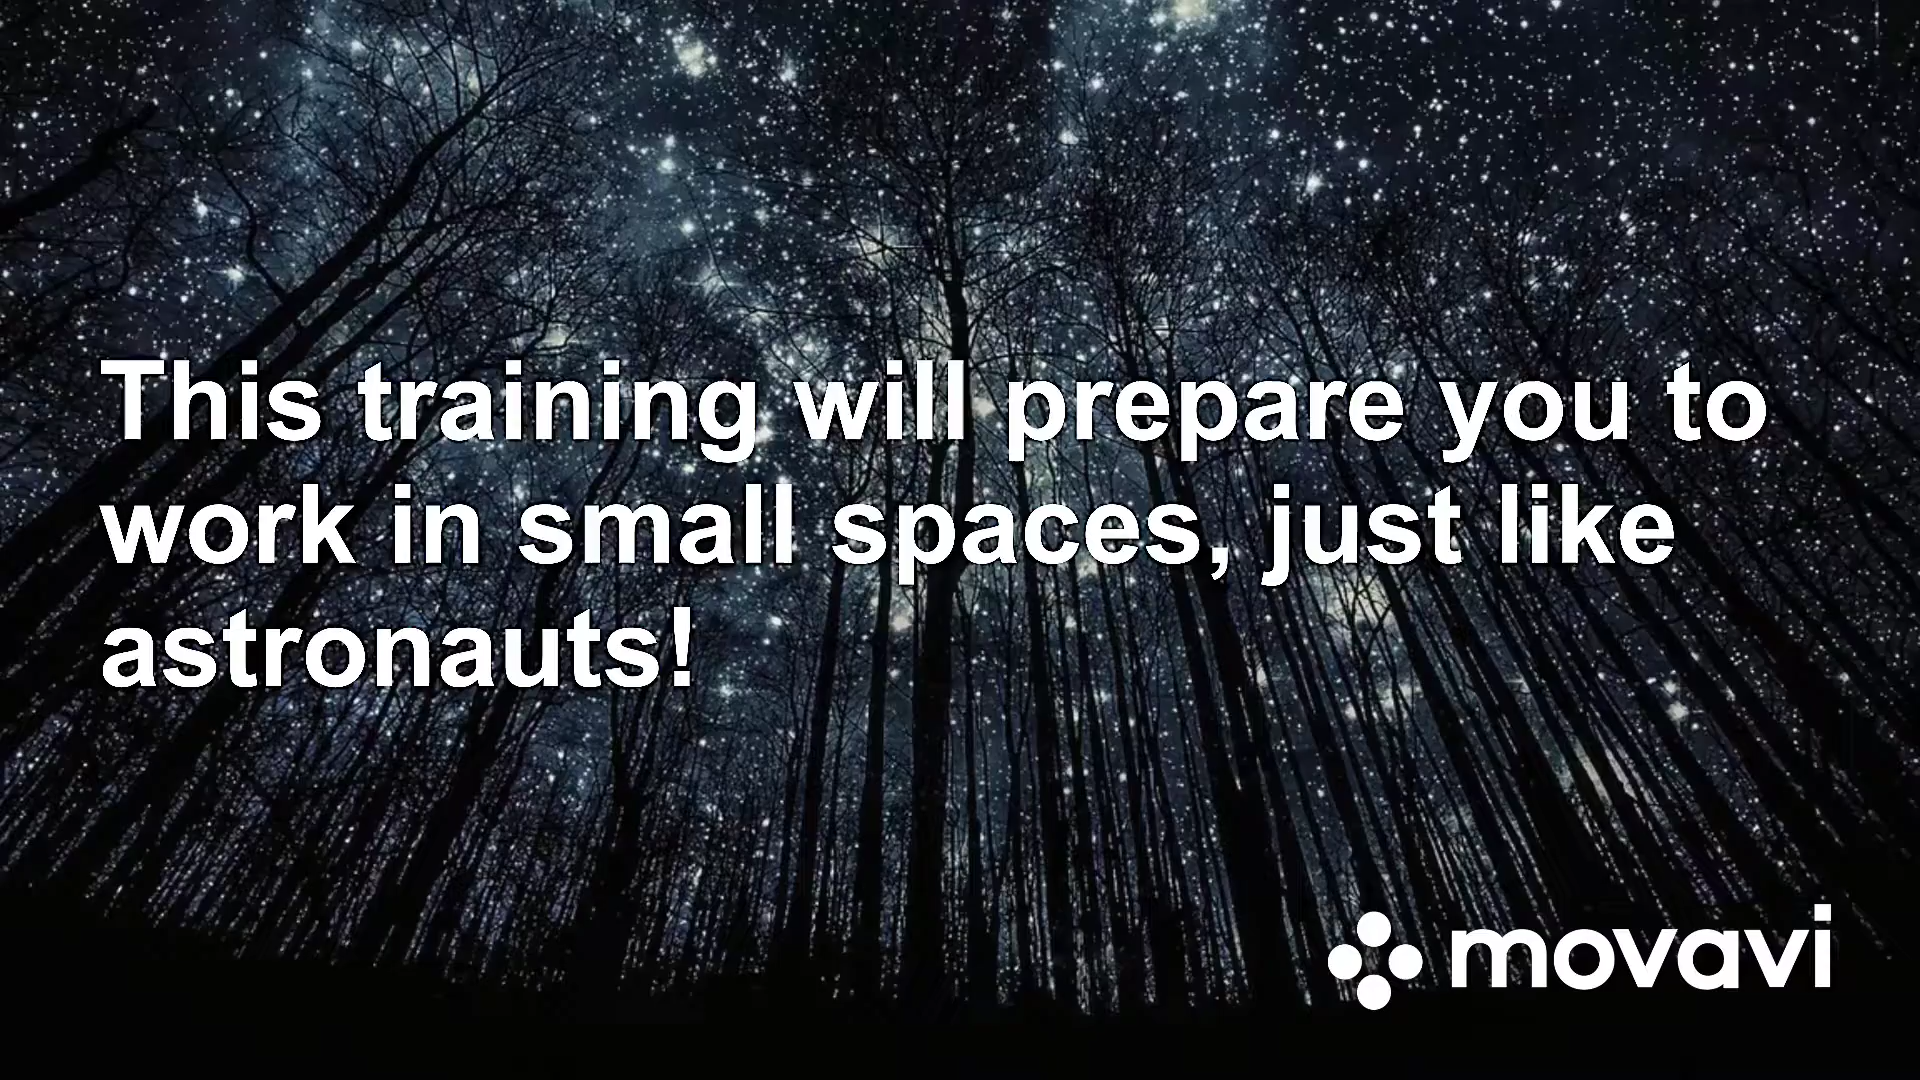 This training will prepare you to
work in small spaces, just like
astronauts!
movavi